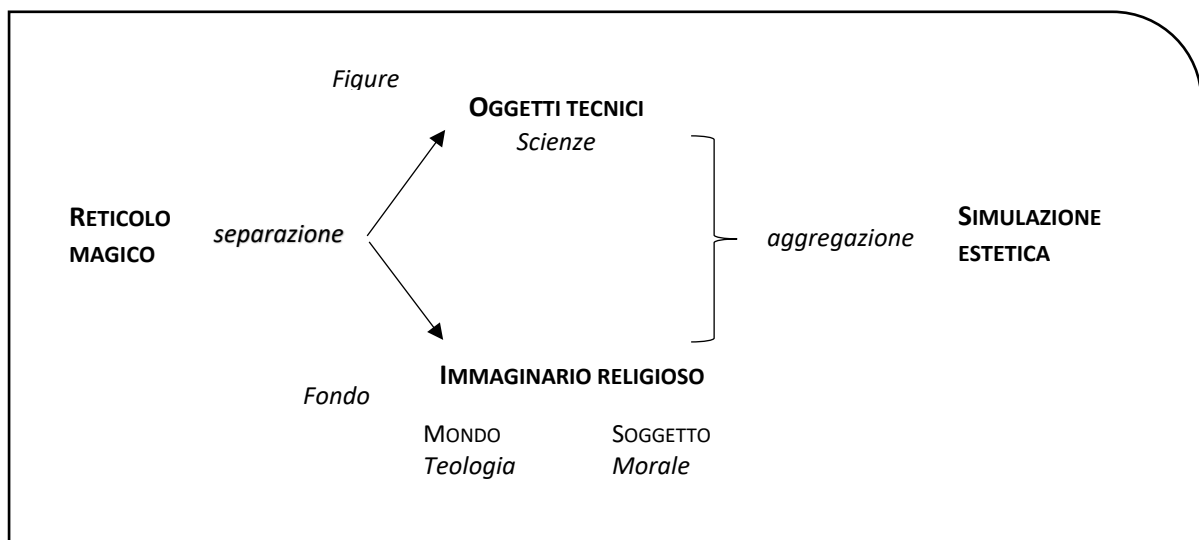 Figure
OGGETTI TECNICI
Scienze
RETICOLO
MAGICO
separazione
aggregazione
SIMULAZIONE
ESTETICA
IMMAGINARIO RELIGIOSO
Fondo
MONDO
SOGGETTO
Teologia
Morale